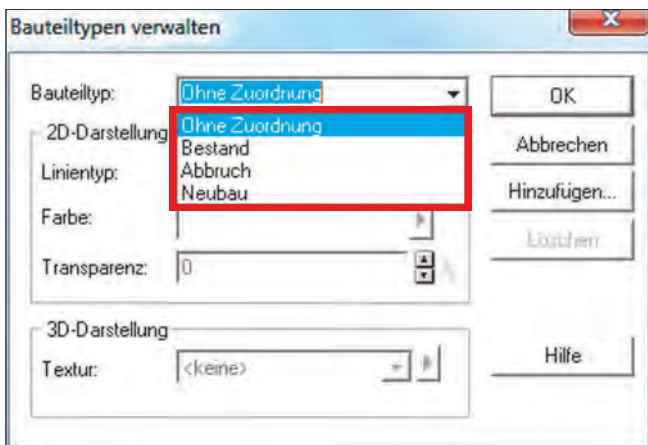 Bauteiltypen verwalten
Bauteiltyp: Ohne Zuordnung OK
Ohne Zuordnung
Bestand
Abbruch
Neubau
2D-Darstellung Abbrechen
Linientyp: Hinzufügen...
Farbe: Löschen
Transparenz: 0 %
3D-Darstellung
Textur: <keine> Hilfe